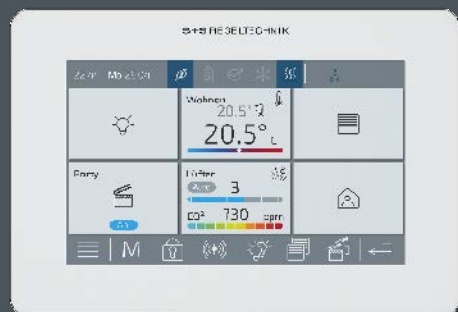 S+S REGELTECHNIK
Wohnen
20.5°
20.5° c
Party
Lüfter
Auto 3
CO² 730 ppm
M